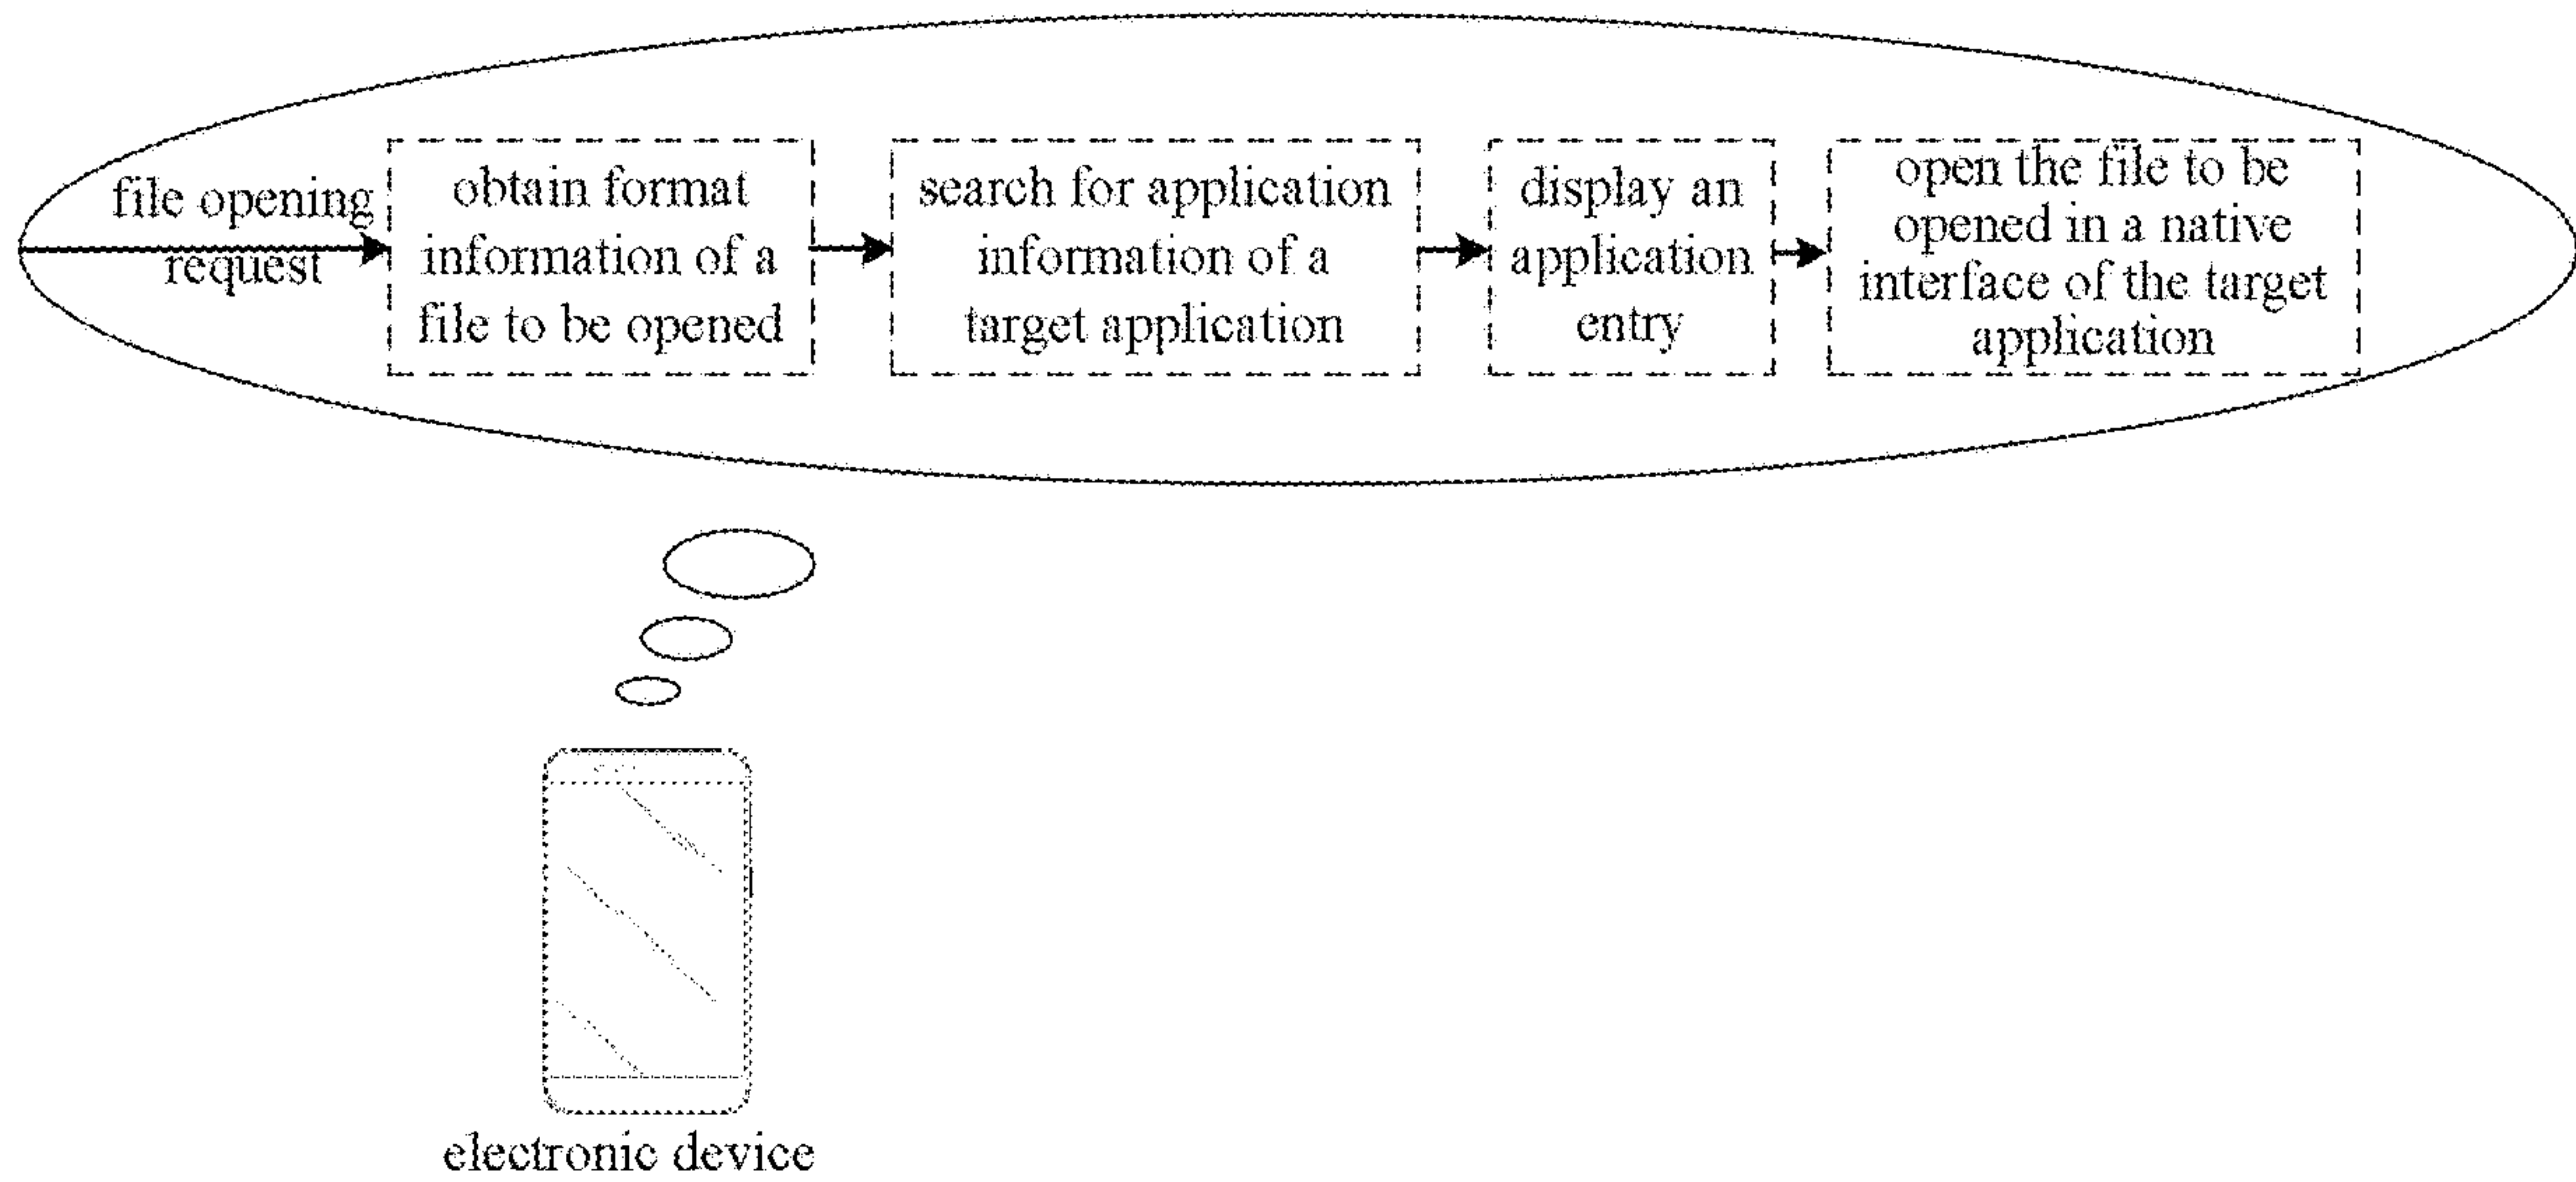 file opening
request
obtain format
information of a
file to be opened
search for application
information of a
target application
display an
application
entry
open the file to be
opened in a native
interface of the target
application
electronic device